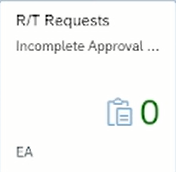 R/T Requests
Incomplete Approval ...
0
EA